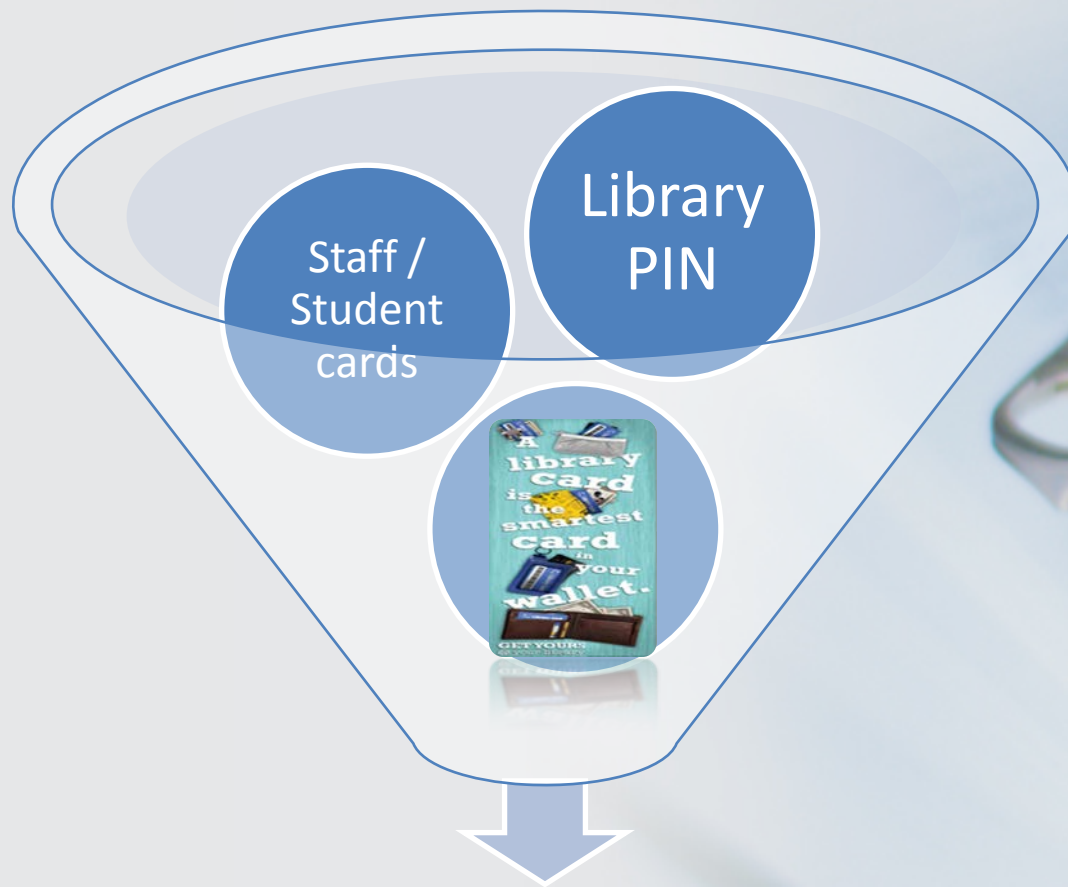 Library
PIN
Staff /
Student
cards
A
library
card
is
the
smartest
card
in
your
wallet.
GET YOURS